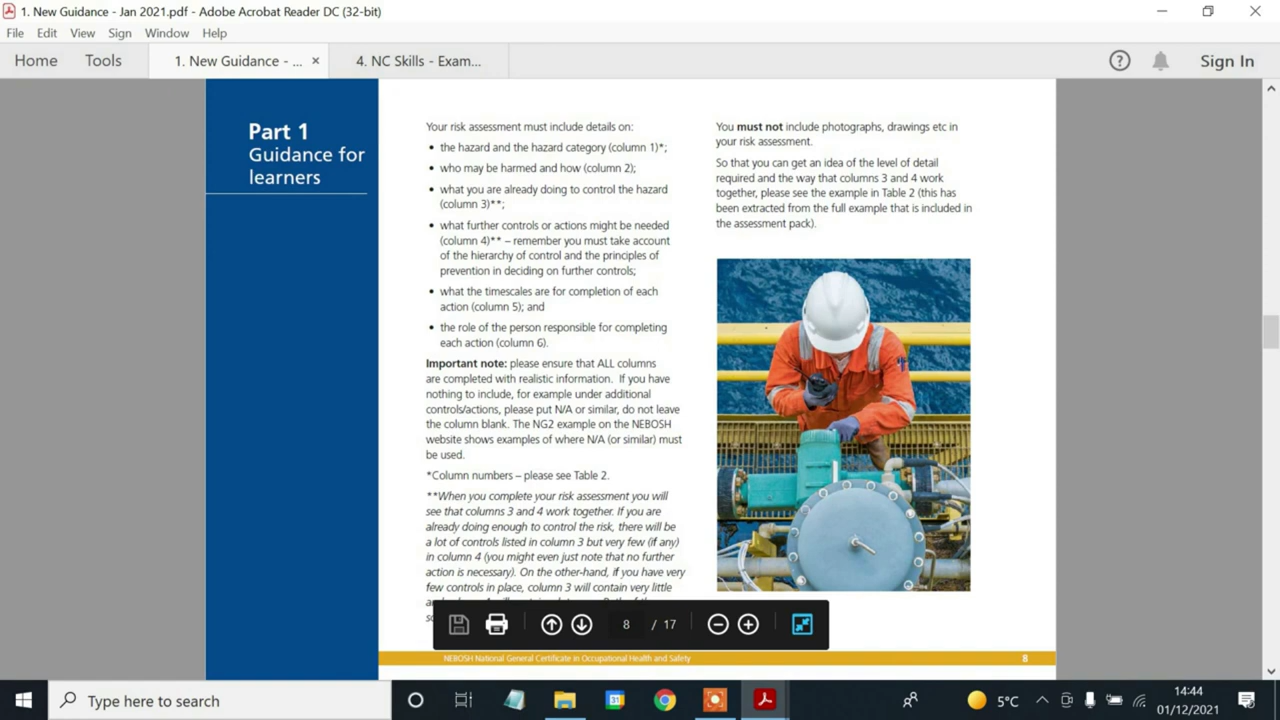 1. New Guidance - Jan 2021.pdf - Adobe Acrobat Reader DC (32-bit)
File Edit View Sign Window Help
Home Tools 1. New Guidance - ... × 4. NC Skills - Exam... Sign In
Part 1
Guidance for
learners
Your risk assessment must include details on:
• the hazard and the hazard category (column 1)*;
• who may be harmed and how (column 2);
• what you are already doing to control the hazard
(column 3)**;
• what further controls or actions might be needed
(column 4)** – remember you must take account
of the hierarchy of control and the principles of
prevention in deciding on further controls;
• what the timescales are for completion of each
action (column 5); and
• the role of the person responsible for completing
each action (column 6).
Important note: please ensure that ALL columns
are completed with realistic information. If you have
nothing to include, for example under additional
controls/actions, please put N/A or similar, do not leave
the column blank. The NG2 example on the NEBOSH
website shows examples of where N/A (or similar) must
be used.
*Column numbers – please see Table 2.
**When you complete your risk assessment you will
see that columns 3 and 4 work together. If you are
already doing enough to control the risk, there will be
a lot of controls listed in column 3 but very few (if any)
in column 4 (you might even just note that no further
action is necessary). On the other-hand, if you have very
few controls in place, column 3 will contain very little
You must not include photographs, drawings etc in
your risk assessment.
So that you can get an idea of the level of detail
required and the way that columns 3 and 4 work
together, please see the example in Table 2 (this has
been extracted from the full example that is included in
the assessment pack).
8 / 17
NEBOSH National General Certificate in Occupational Health and Safety 8
Type here to search
31
5°C
14:44
01/12/2021